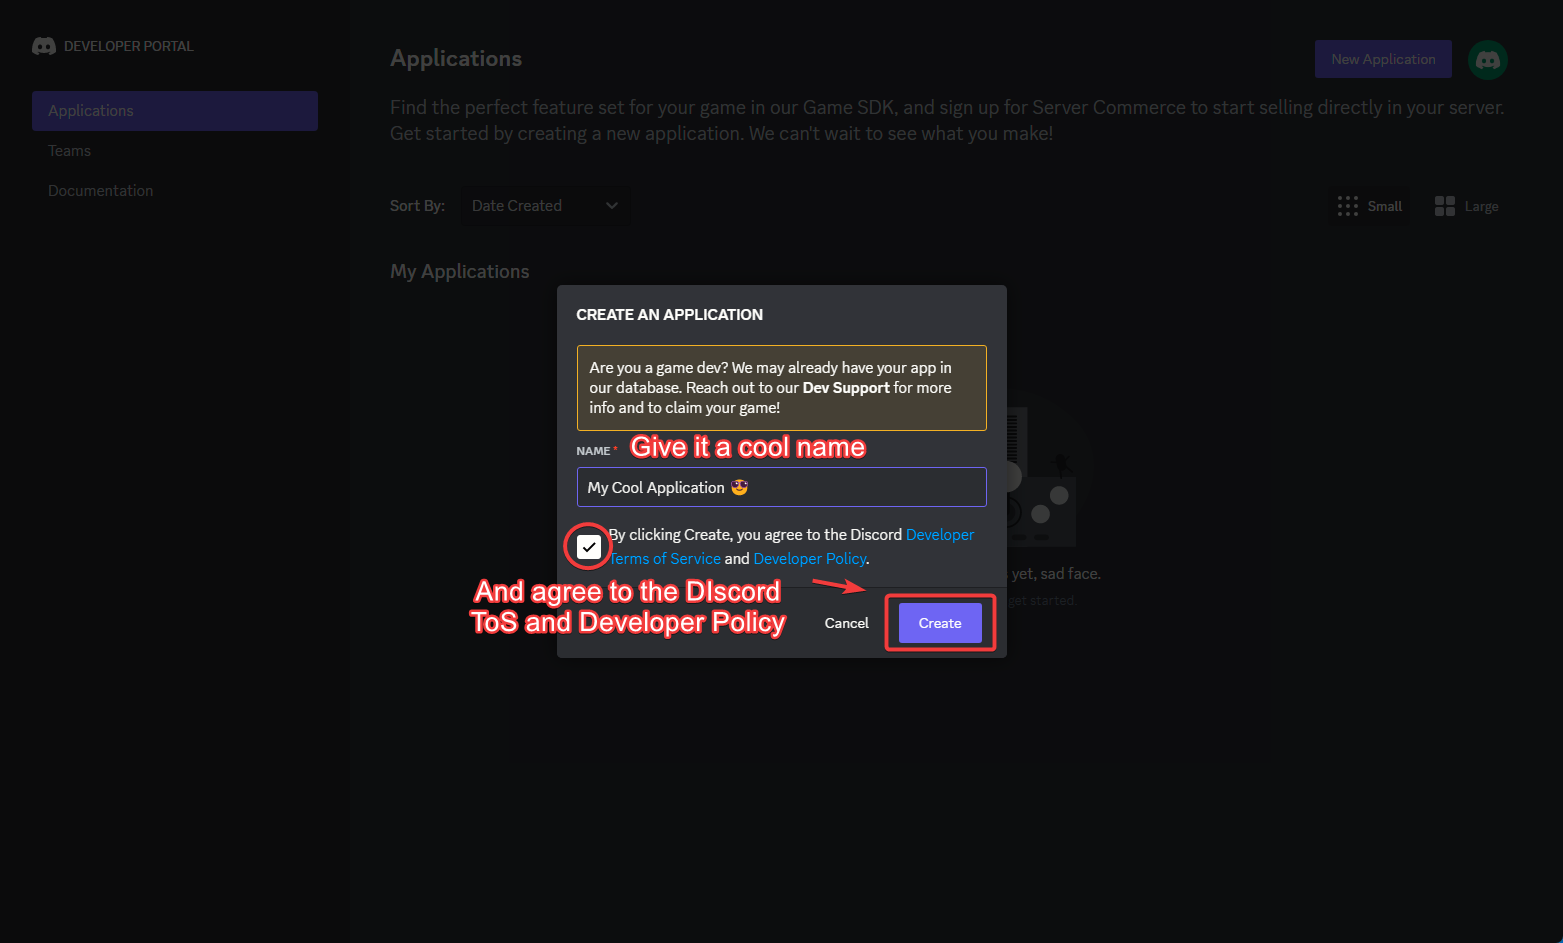 DEVELOPER PORTAL
Applications
Teams
Documentation
Applications
New Application
Find the perfect feature set for your game in our Game SDK, and sign up for Server Commerce to start selling directly in your server.
Get started by creating a new application. We can't wait to see what you make!
Sort By:
Date Created
Small
Large
My Applications
CREATE AN APPLICATION
Are you a game dev? We may already have your app in
our database. Reach out to our Dev Support for more
info and to claim your game!
NAME*
Give it a cool name
My Cool Application 😎
By clicking Create, you agree to the Discord Developer
Terms of Service and Developer Policy.
yet, sad face.
get started.
And agree to the DIscord
ToS and Developer Policy
Cancel
Create